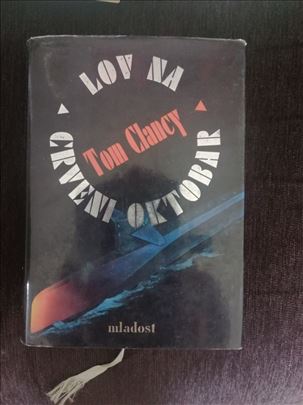 LOV NA
CRVENI OKTOBAR
Tom Clancy
mladost